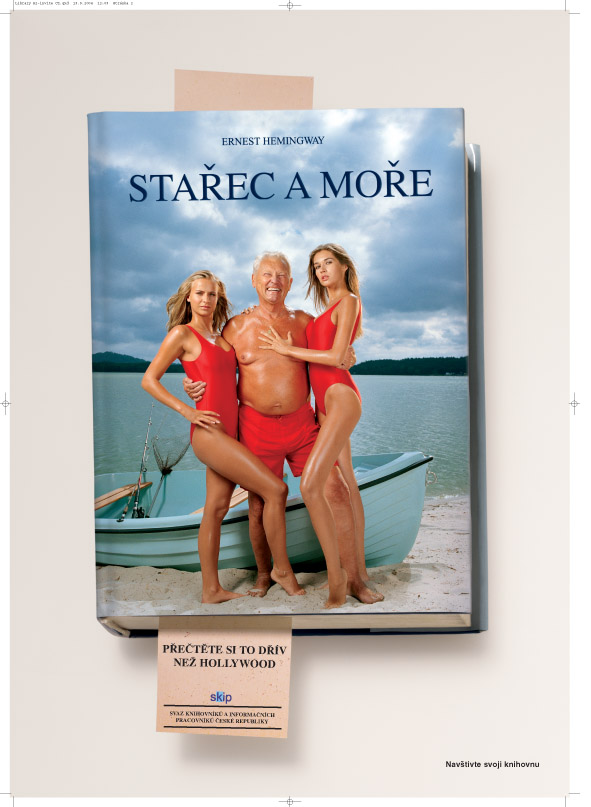 ERNEST HEMINGWAY
STAŘEC A MOŘE
PŘEČTĚTE SI TO DŘÍV
NEŽ HOLLYWOOD
skip
SVAZ KNIHOVNÍKŮ A INFORMAČNÍCH
PRACOVNÍKŮ ČESKÉ REPUBLIKY
Navštivte svoji knihovnu